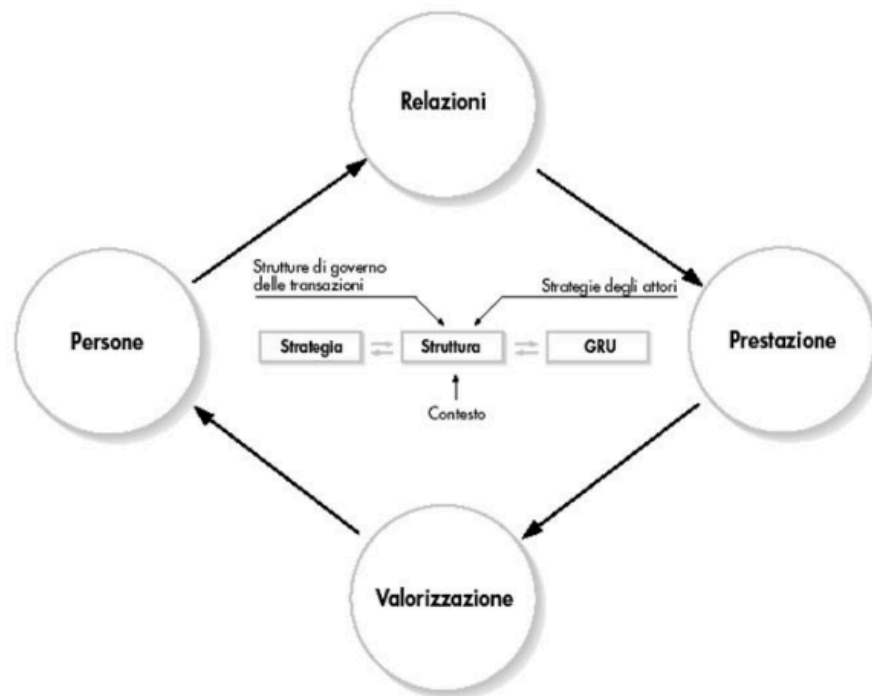 Relazioni
Strutture di governo
delle transazioni
Strategie degli attori
Persone
Strategia
Struttura
GRU
Prestazione
Contesto
Valorizzazione